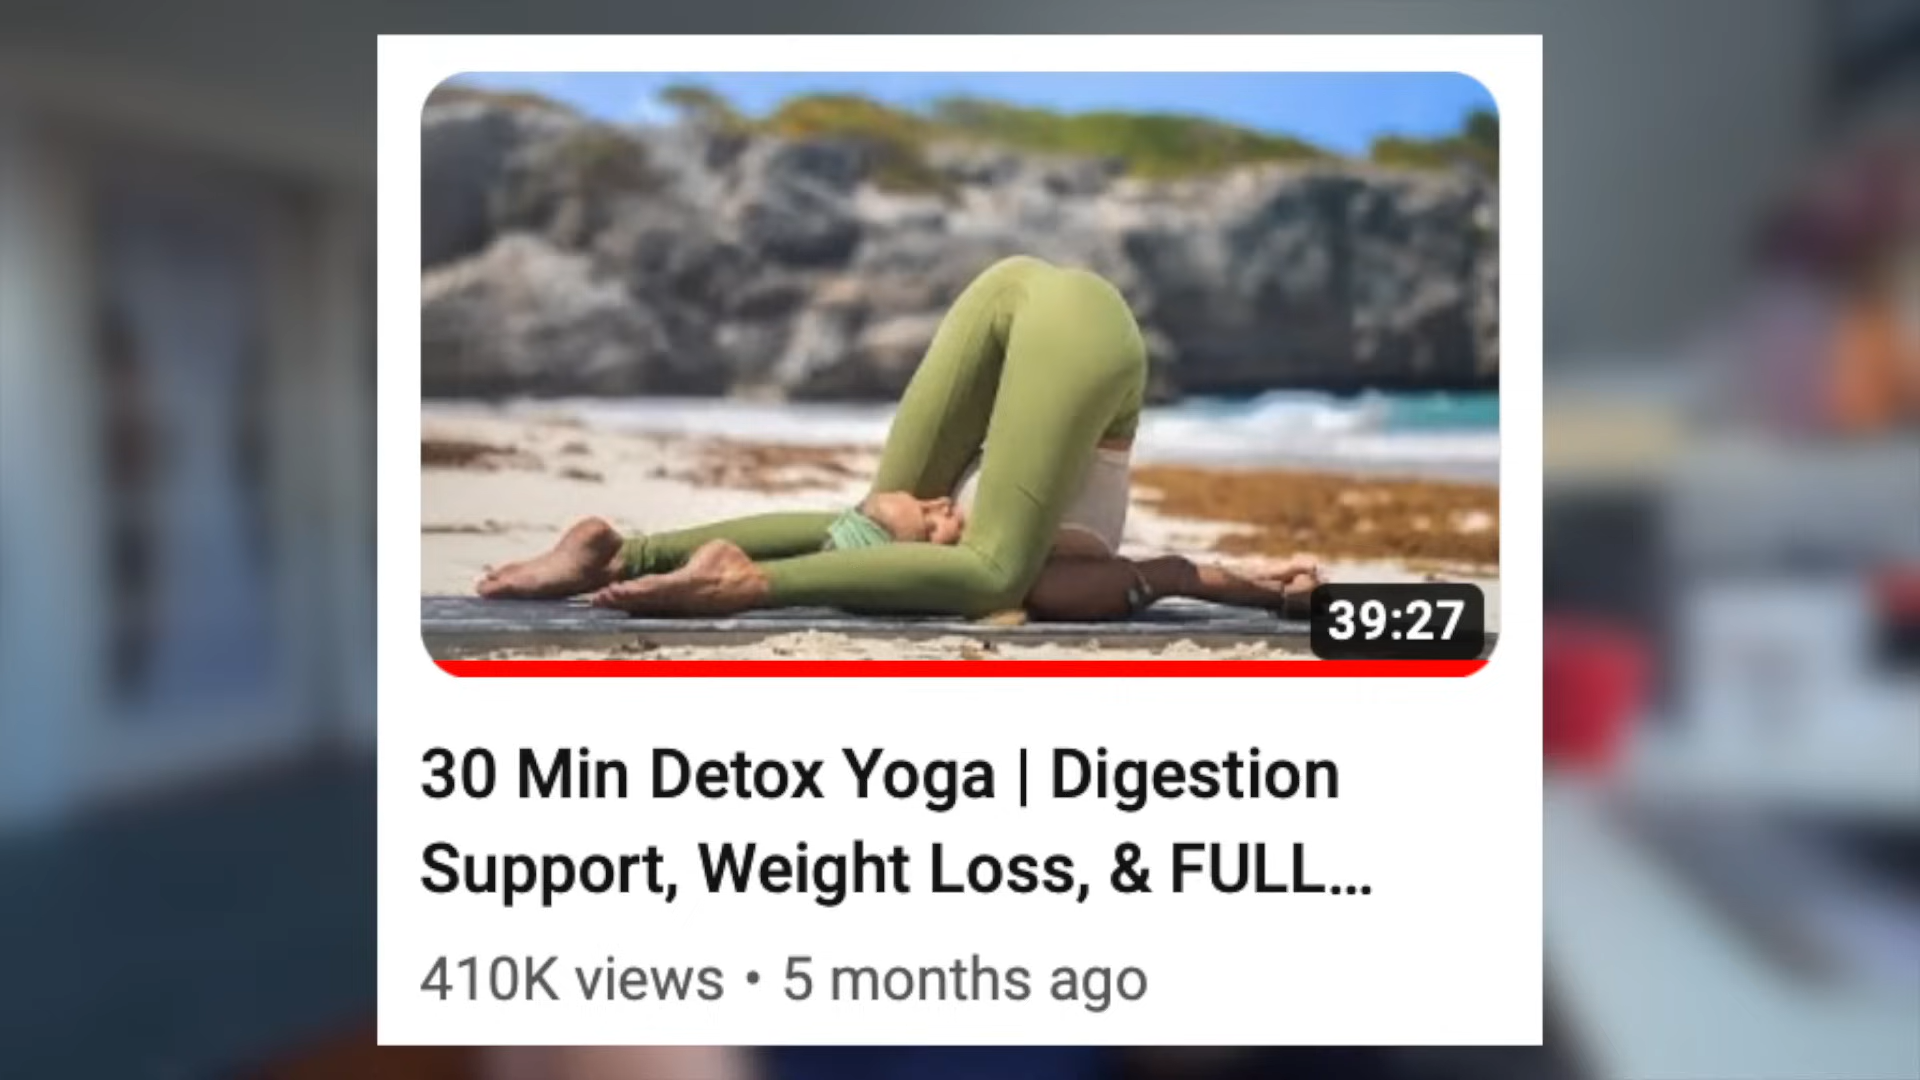 39:27
30 Min Detox Yoga | Digestion
Support, Weight Loss, & FULL...
410K views • 5 months ago